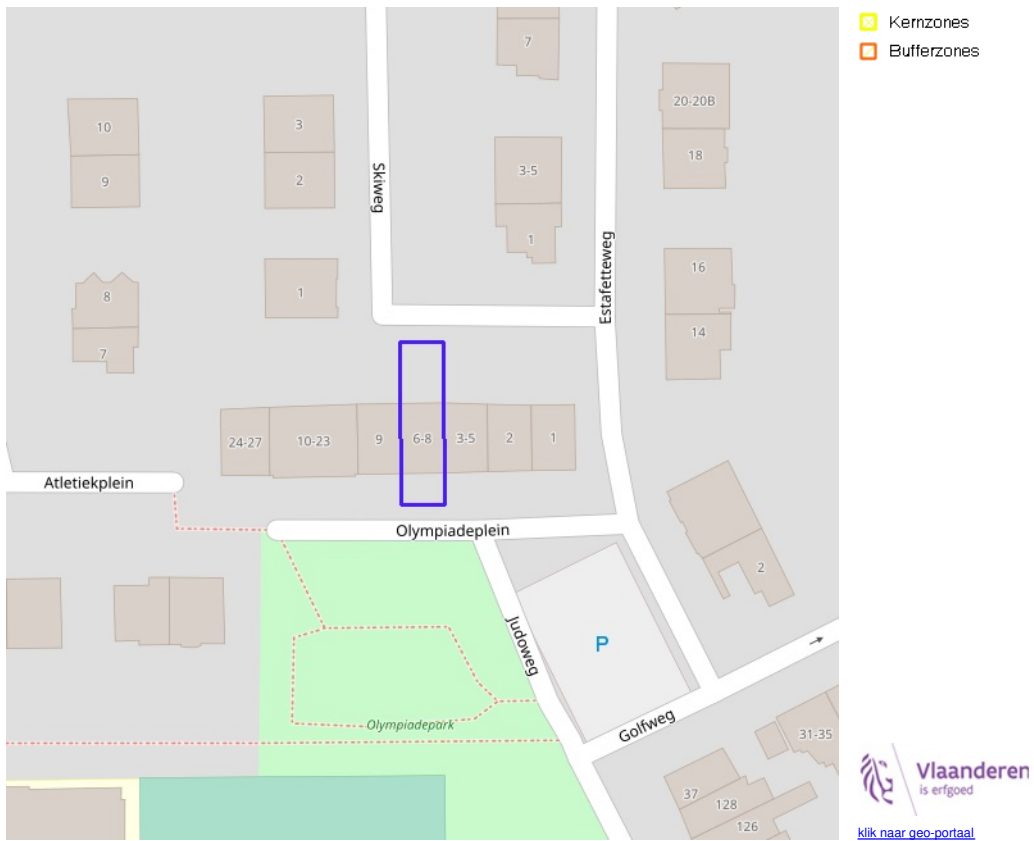 Kernzones
Bufferzones
7
20-20B
10
3
18
9
2
3-5
Skiweg
1
Estafetteweg
16
8
1
14
7
24-27
10-23
9
6-8
3-5
2
1
Atletiekplein
Olympiadeplein
2
Judoweg
P
Olympiadepark
Golfweg
31-35
37
128
126
Vlaanderen
is erfgoed
klik naar geo-portaal